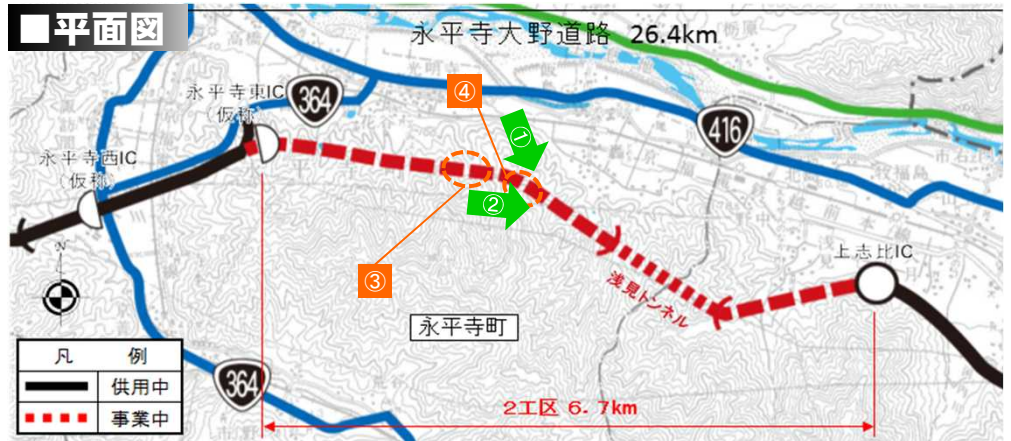 ■平面図
永平寺大野道路 26.4km
永平寺東IC
(仮称)
364
④
①
416
永平寺西IC
(仮称)
②
③
上志比IC
浅見トンネル
N
永平寺町
凡 例
供用中
事業中
364
2工区 6.7km